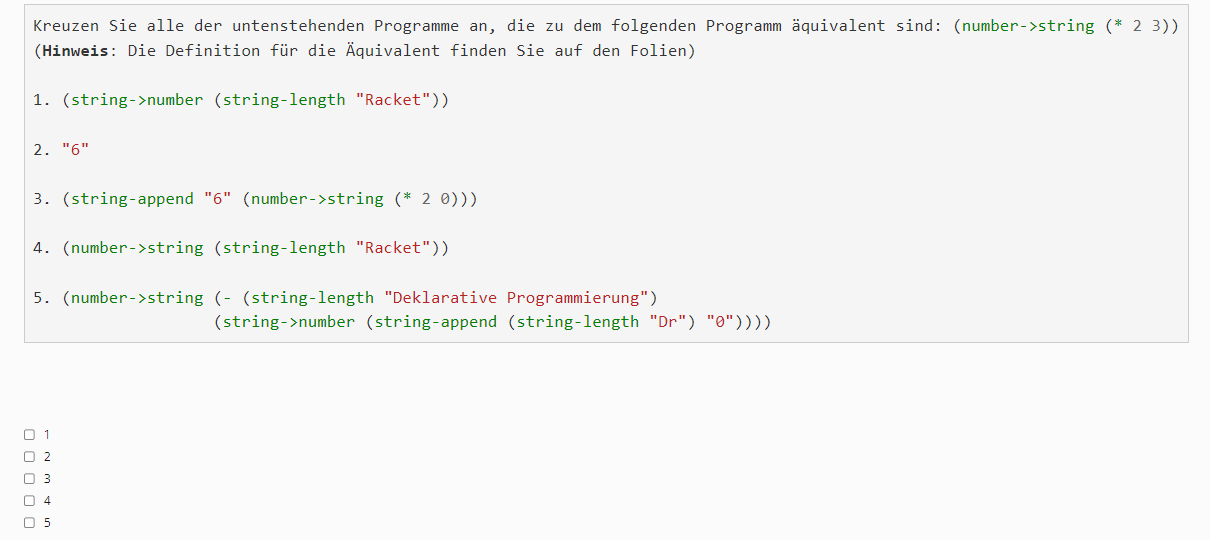 Kreuzen Sie alle der untenstehenden Programme an, die zu dem folgenden Programm äquivalent sind: (number->string (* 2 3))
(Hinweis: Die Definition für die Äquivalent finden Sie auf den Folien)
1. (string->number (string-length "Racket"))
2. "6"
3. (string-append "6" (number->string (* 2 0)))
4. (number->string (string-length "Racket"))
5. (number->string (- (string-length "Deklarative Programmierung")
(string->number (string-append (string-length "Dr") "0"))))
1
2
3
4
5